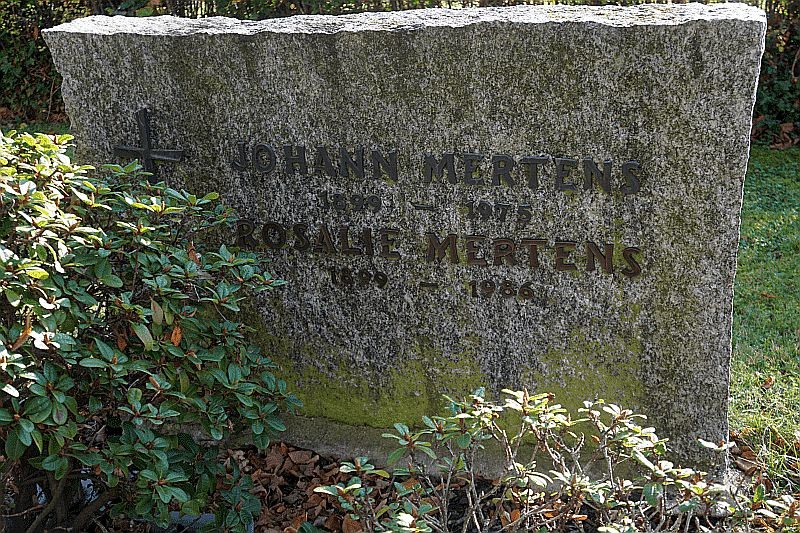 JOHANN MERTENS
1899 – 1975
ROSALIE MERTENS
1899 – 1986